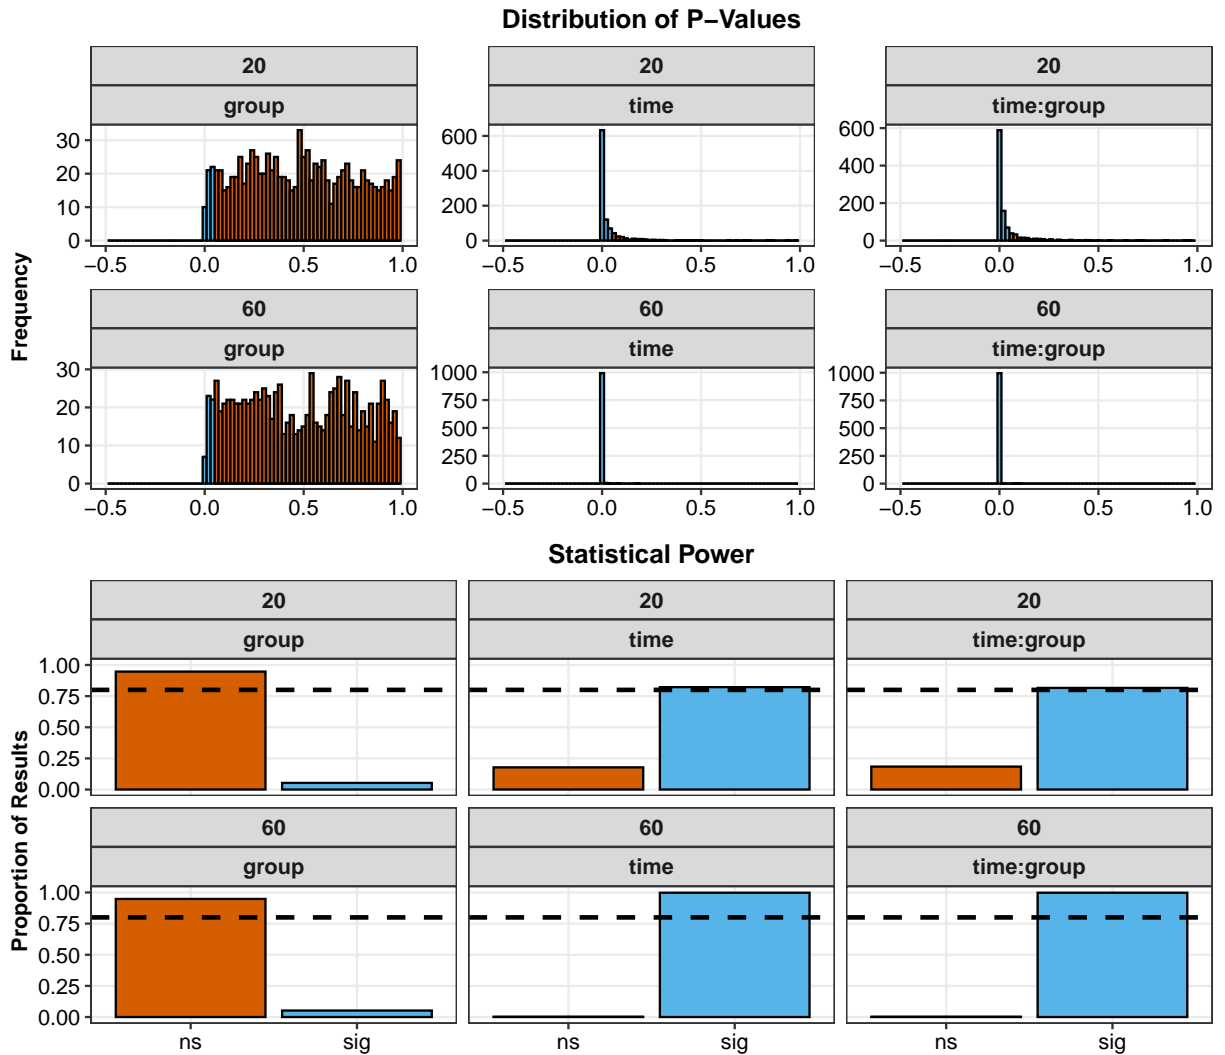 Distribution of P−Values
20
20
20
group
time
time:group
30
20
10
0
600
400
200
0
600
400
200
0
−0.5 0.0 0.5 1.0
−0.5 0.0 0.5 1.0
−0.5 0.0 0.5 1.0
Frequency
60
60
60
group
time
time:group
30
20
10
0
1000
750
500
250
0
1000
750
500
250
0
−0.5 0.0 0.5 1.0
−0.5 0.0 0.5 1.0
−0.5 0.0 0.5 1.0
Statistical Power
20
20
20
group
time
time:group
1.00
0.75
0.50
0.25
0.00
Proportion of Results
60
60
60
group
time
time:group
1.00
0.75
0.50
0.25
0.00
ns sig
ns sig
ns sig